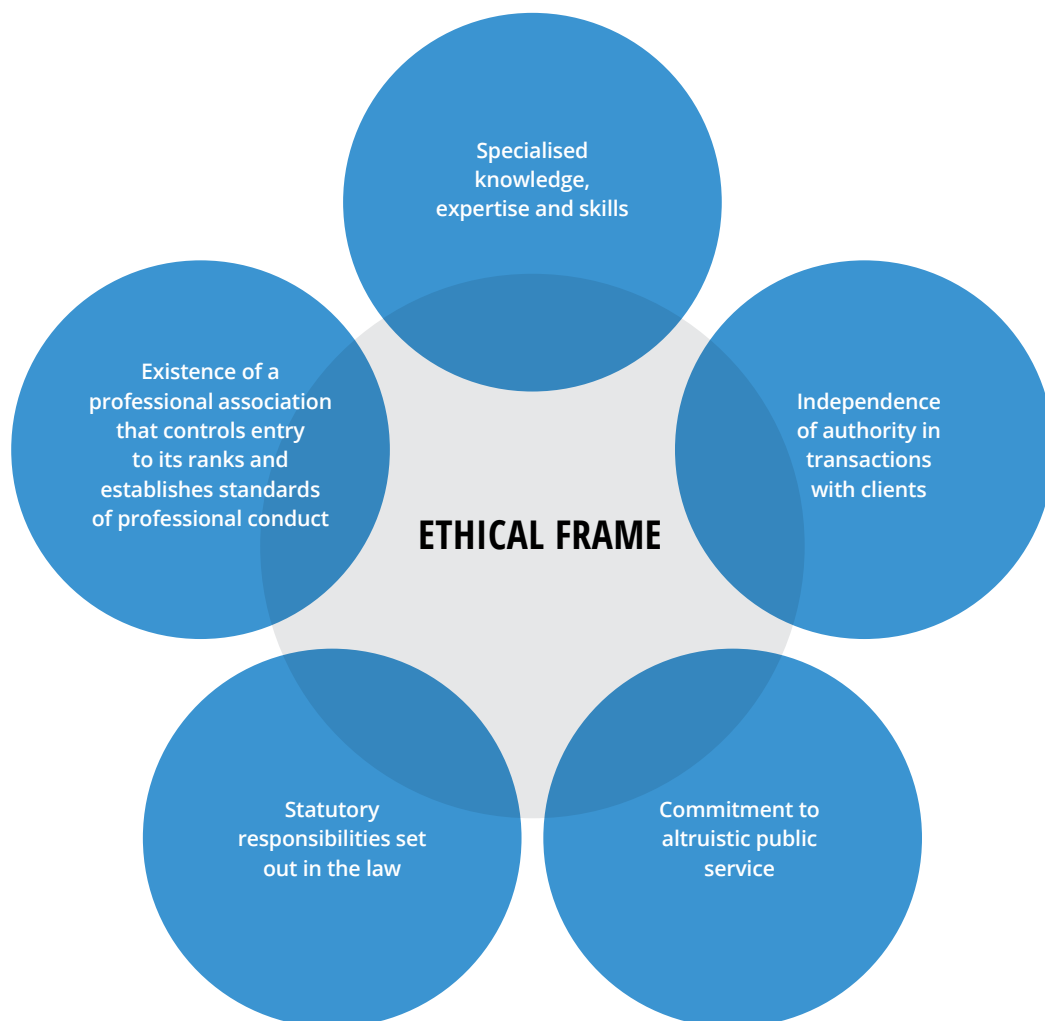 Specialised
knowledge,
expertise and skills
Existence of a
professional association
that controls entry
to its ranks and
establishes standards
of professional conduct
Independence
of authority in
transactions
with clients
ETHICAL FRAME
Statutory
responsibilities set
out in the law
Commitment to
altruistic public
service